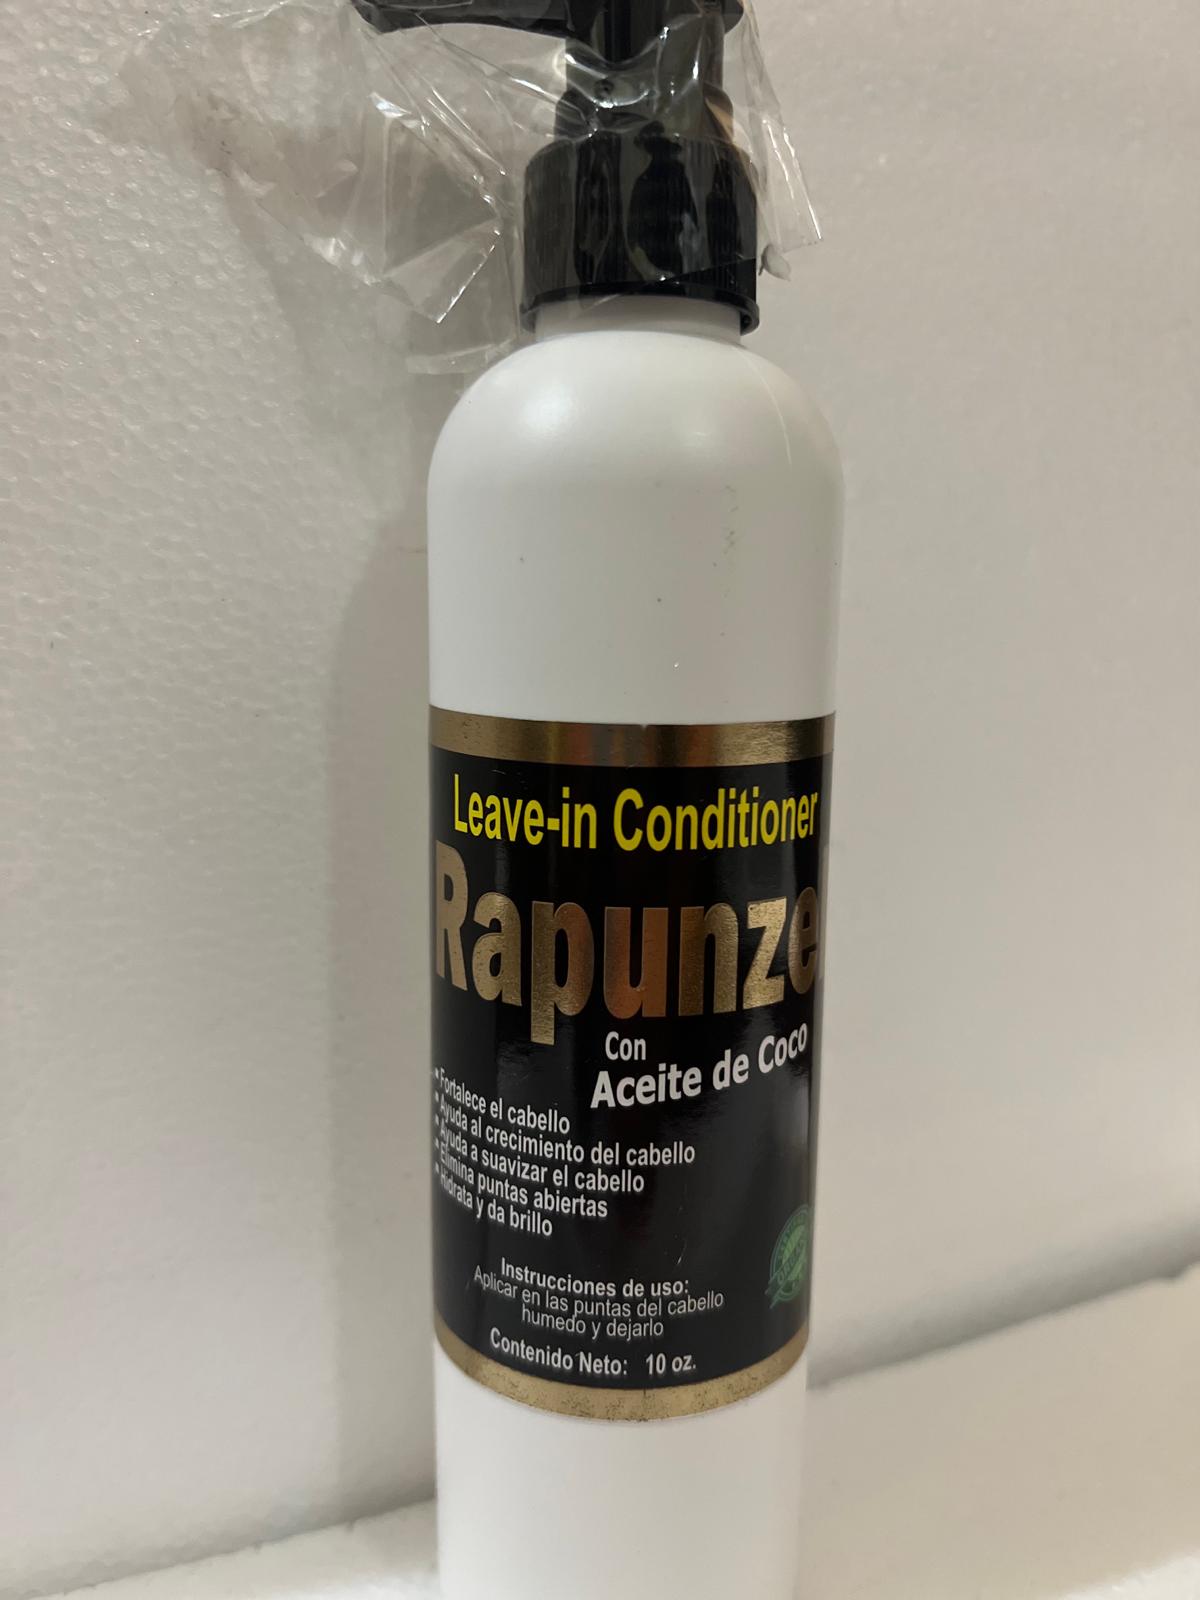 Leave-in Conditioner
Rapunzel
Con
Aceite de Coco
▪ Fortalece el cabello
▪ Ayuda al crecimiento del cabello
▪ Ayuda a suavizar el cabello
▪ Elimina puntas abiertas
▪ Hidrata y da brillo
Instrucciones de uso:
Aplicar en las puntas del cabello
humedo y dejarlo
Contenido Neto: 10 oz.